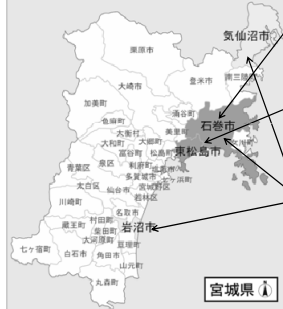 気仙沼市
栗原市
南三陸町
登米市
大崎市
加美町
涌谷町
色麻町
美里町
石巻市
大衡村
女川町
大和町
大郷町
松島町
東松島市
富谷町
泉区
利府町
塩竈市
青葉区
多賀城市
七ヶ浜町
宮城野区
太白区
仙台市
若林区
川崎町
名取市
村田町
岩沼市
蔵王町
柴田町
大河原町
亘理町
七ヶ宿町
白石市
角田市
山元町
丸森町
宮城県